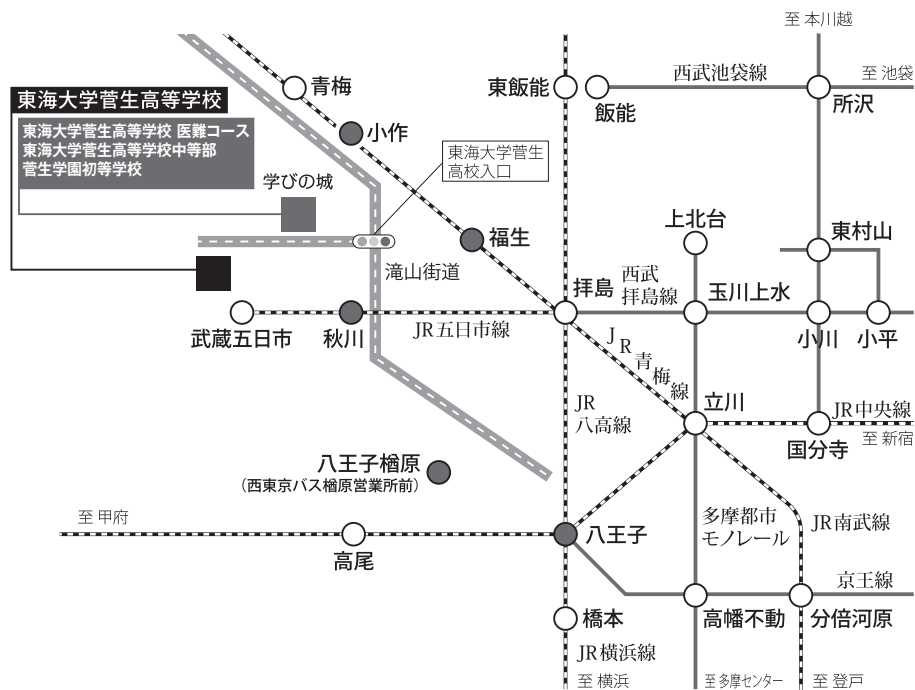 至 本川越
青梅
東飯能
飯能
西武池袋線
至 池袋
所沢
東海大学菅生高等学校
東海大学菅生高等学校 医難コース
東海大学菅生高等学校中等部
菅生学園初等学校
小作
東海大学菅生
高校入口
学びの城
福生
上北台
東村山
滝山街道
拝島
西武
拝島線
玉川上水
武蔵五日市
秋川
JR五日市線
小川
小平
JR青梅線
立川
JR
八高線
JR中央線
至 新宿
国分寺
八王子楢原
（西東京バス楢原営業所前）
至 甲府
高尾
八王子
多摩都市
モノレール
JR南武線
京王線
橋本
高幡不動
分倍河原
JR横浜線
至 横浜
至 多摩センター
至 登戸